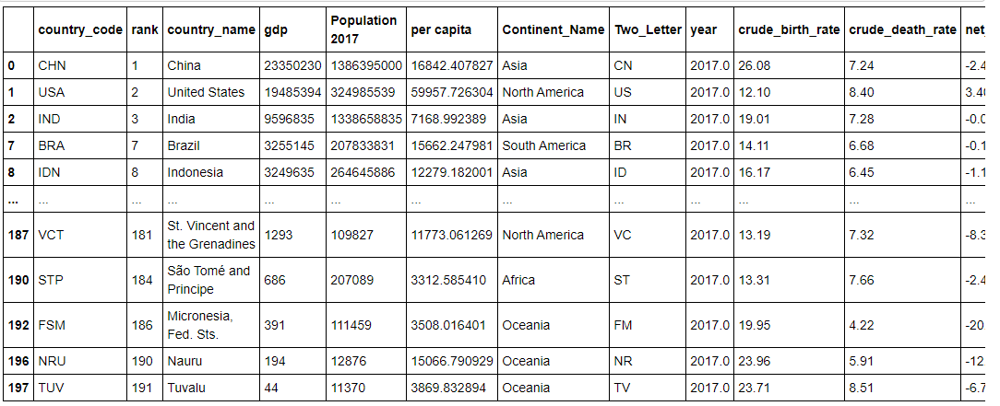 country_code rank country_name gdp Population 2017 per capita Continent_Name Two_Letter year crude_birth_rate crude_death_rate net_
0 CHN 1 China 23350230 1386395000 16842.407827 Asia CN 2017.0 26.08 7.24 -2.4
1 USA 2 United States 19485394 324985539 59957.726304 North America US 2017.0 12.10 8.40 3.40
2 IND 3 India 9596835 1338658835 7168.992389 Asia IN 2017.0 19.01 7.28 -0.0
7 BRA 7 Brazil 3255145 207833831 15662.247981 South America BR 2017.0 14.11 6.68 -0.1
8 IDN 8 Indonesia 3249635 264645886 12279.182001 Asia ID 2017.0 16.17 6.45 -1.1
... ... ... ... ... ... ... ... ... ... ... ... ...
187 VCT 181 St. Vincent and the Grenadines 1293 109827 11773.061269 North America VC 2017.0 13.19 7.32 -8.3
190 STP 184 São Tomé and Principe 686 207089 3312.585410 Africa ST 2017.0 13.31 7.66 -2.4
192 FSM 186 Micronesia, Fed. Sts. 391 111459 3508.016401 Oceania FM 2017.0 19.95 4.22 -20.
196 NRU 190 Nauru 194 12876 15066.790929 Oceania NR 2017.0 23.96 5.91 -12.
197 TUV 191 Tuvalu 44 11370 3869.832894 Oceania TV 2017.0 23.71 8.51 -6.7